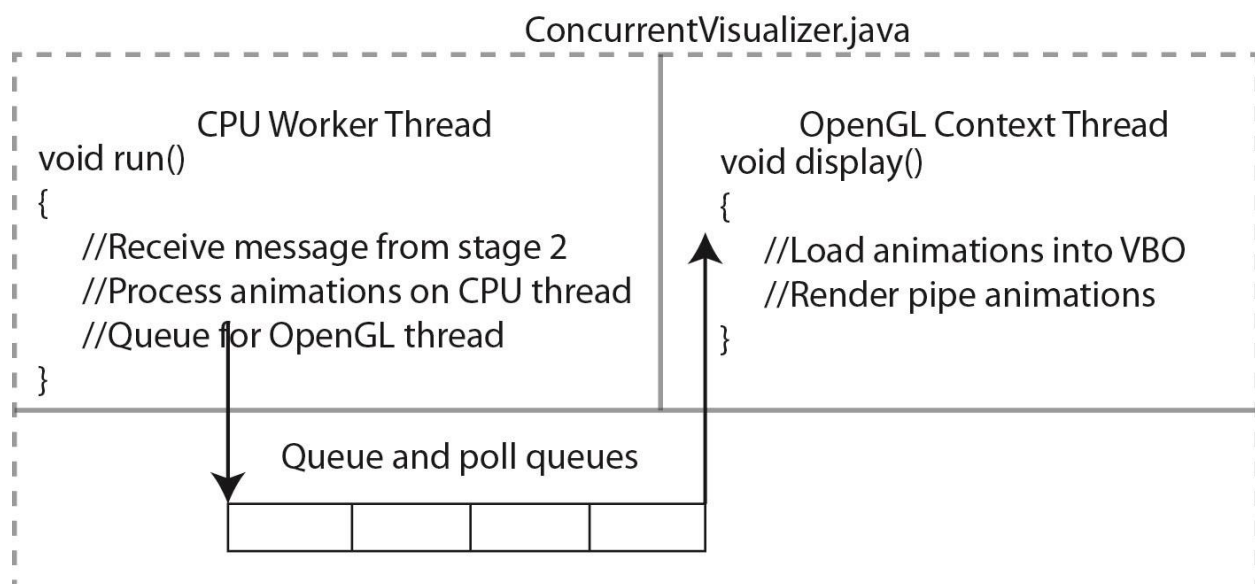 ConcurrentVisualizer.java
CPU Worker Thread
void run()
{
//Receive message from stage 2
//Process animations on CPU thread
//Queue for OpenGL thread
}
OpenGL Context Thread
void display()
{
//Load animations into VBO
//Render pipe animations
}
Queue and poll queues